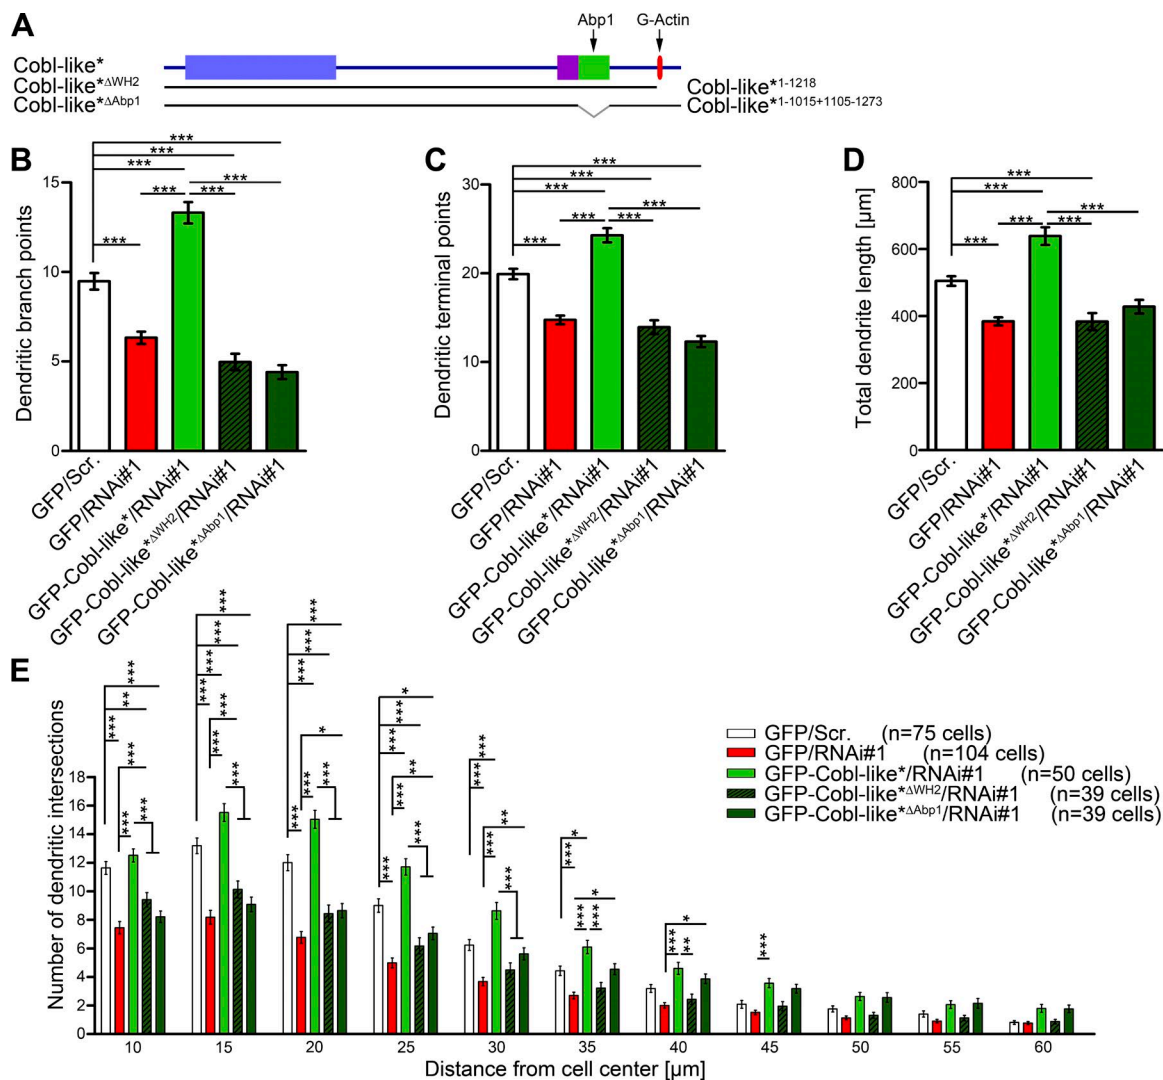 A
Abp1 G-Actin
Cobl-like*
Cobl-like*ΔWH2 Cobl-like*1-1218
Cobl-like*ΔAbp1 Cobl-like*1-1015+1105-1273
B
Dendritic branch points
15
10
5
0
*** *** *** *** *** *** ***
GFP/Scr.
GFP/RNAi#1
GFP-Cobl-like*/RNAi#1
GFP-Cobl-like*ΔWH2/RNAi#1
GFP-Cobl-like*ΔAbp1/RNAi#1
C
Dendritic terminal points
30
20
10
0
*** *** *** *** *** *** ***
GFP/Scr.
GFP/RNAi#1
GFP-Cobl-like*/RNAi#1
GFP-Cobl-like*ΔWH2/RNAi#1
GFP-Cobl-like*ΔAbp1/RNAi#1
D
Total dendrite length [µm]
800
600
400
200
0
*** *** *** *** *** ***
GFP/Scr.
GFP/RNAi#1
GFP-Cobl-like*/RNAi#1
GFP-Cobl-like*ΔWH2/RNAi#1
GFP-Cobl-like*ΔAbp1/RNAi#1
E
Number of dendritic intersections
18
16
14
12
10
8
6
4
2
0
GFP/Scr. (n=75 cells)
GFP/RNAi#1 (n=104 cells)
GFP-Cobl-like*/RNAi#1 (n=50 cells)
GFP-Cobl-like*ΔWH2/RNAi#1 (n=39 cells)
GFP-Cobl-like*ΔAbp1/RNAi#1 (n=39 cells)
*** ** *** *** *** ***
*** *** *** *** *** *** *** ***
*** *** *** * *** *** ***
* *** *** ** *** *** ***
*** *** ** *** ***
* *** * *** ***
* *** **
***
10 15 20 25 30 35 40 45 50 55 60
Distance from cell center [µm]